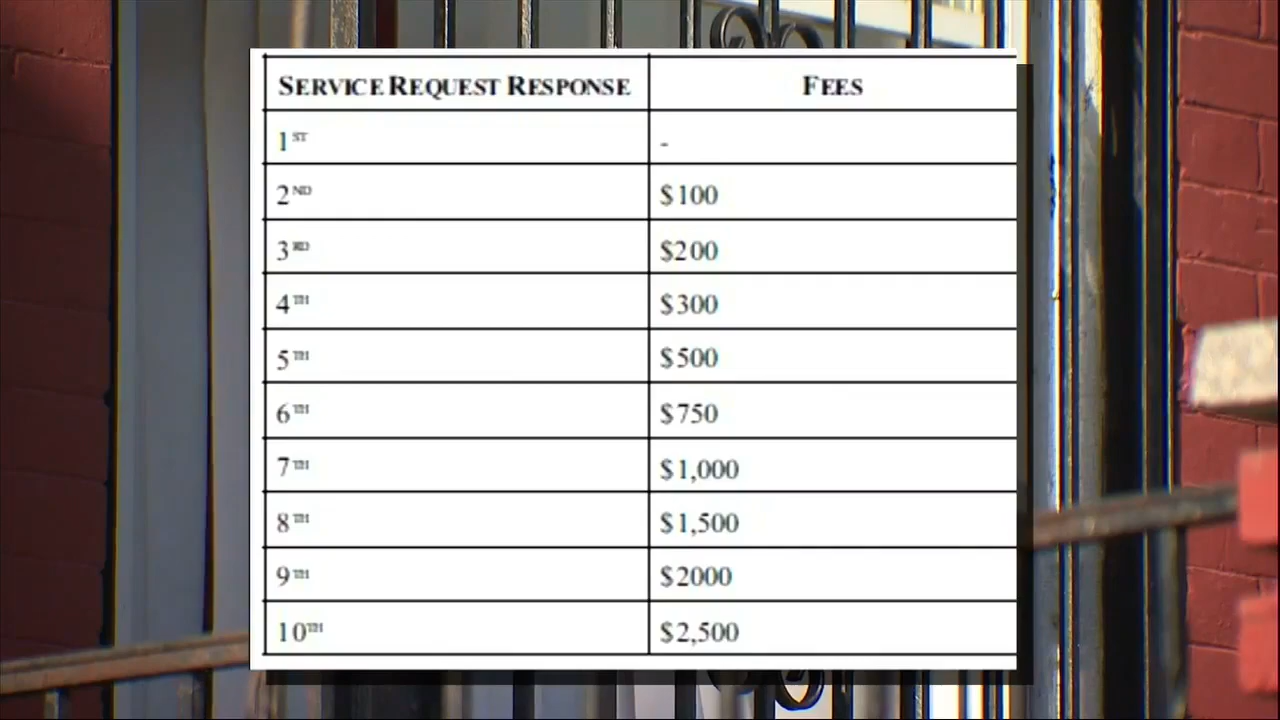 SERVICE REQUEST RESPONSE FEES
1ST -
2ND $100
3RD $200
4TH $300
5TH $500
6TH $750
7TH $1,000
8TH $1,500
9TH $2000
10TH $2,500